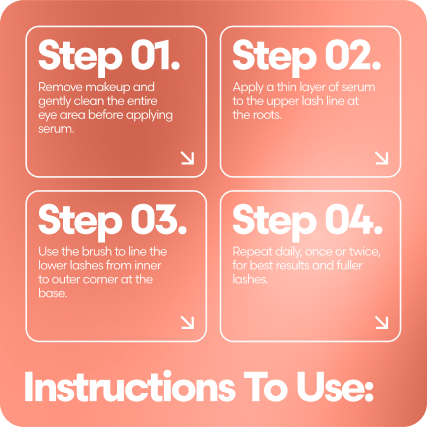 Step 01.
Remove makeup and
gently clean the entire
eye area before applying
serum.
Step 02.
Apply a thin layer of serum
to the upper lash line at
the roots.
Step 03.
Use the brush to line the
lower lashes from inner
to outer corner at the
base.
Step 04.
Repeat daily, once or twice,
for best results and fuller
lashes.
Instructions To Use: